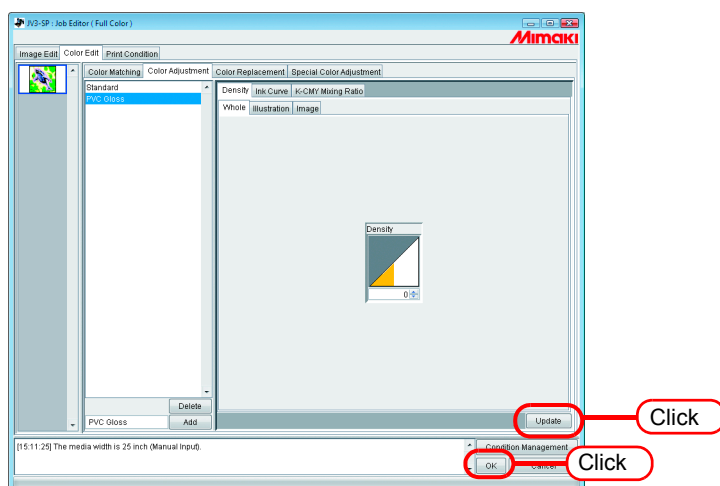 JV3-SP : Job Editor ( Full Color )
Mimaki
Image Edit Color Edit Print Condition
Color Matching Color Adjustment Color Replacement Special Color Adjustment
Standard
PVC Gloss
Density Ink Curve K-CMY Mixing Ratio
Whole Illustration Image
Density
0
Delete
PVC Gloss Add
Update Click
[15:11:25] The media width is 25 inch (Manual Input).
Condition Management
OK Cancel Click